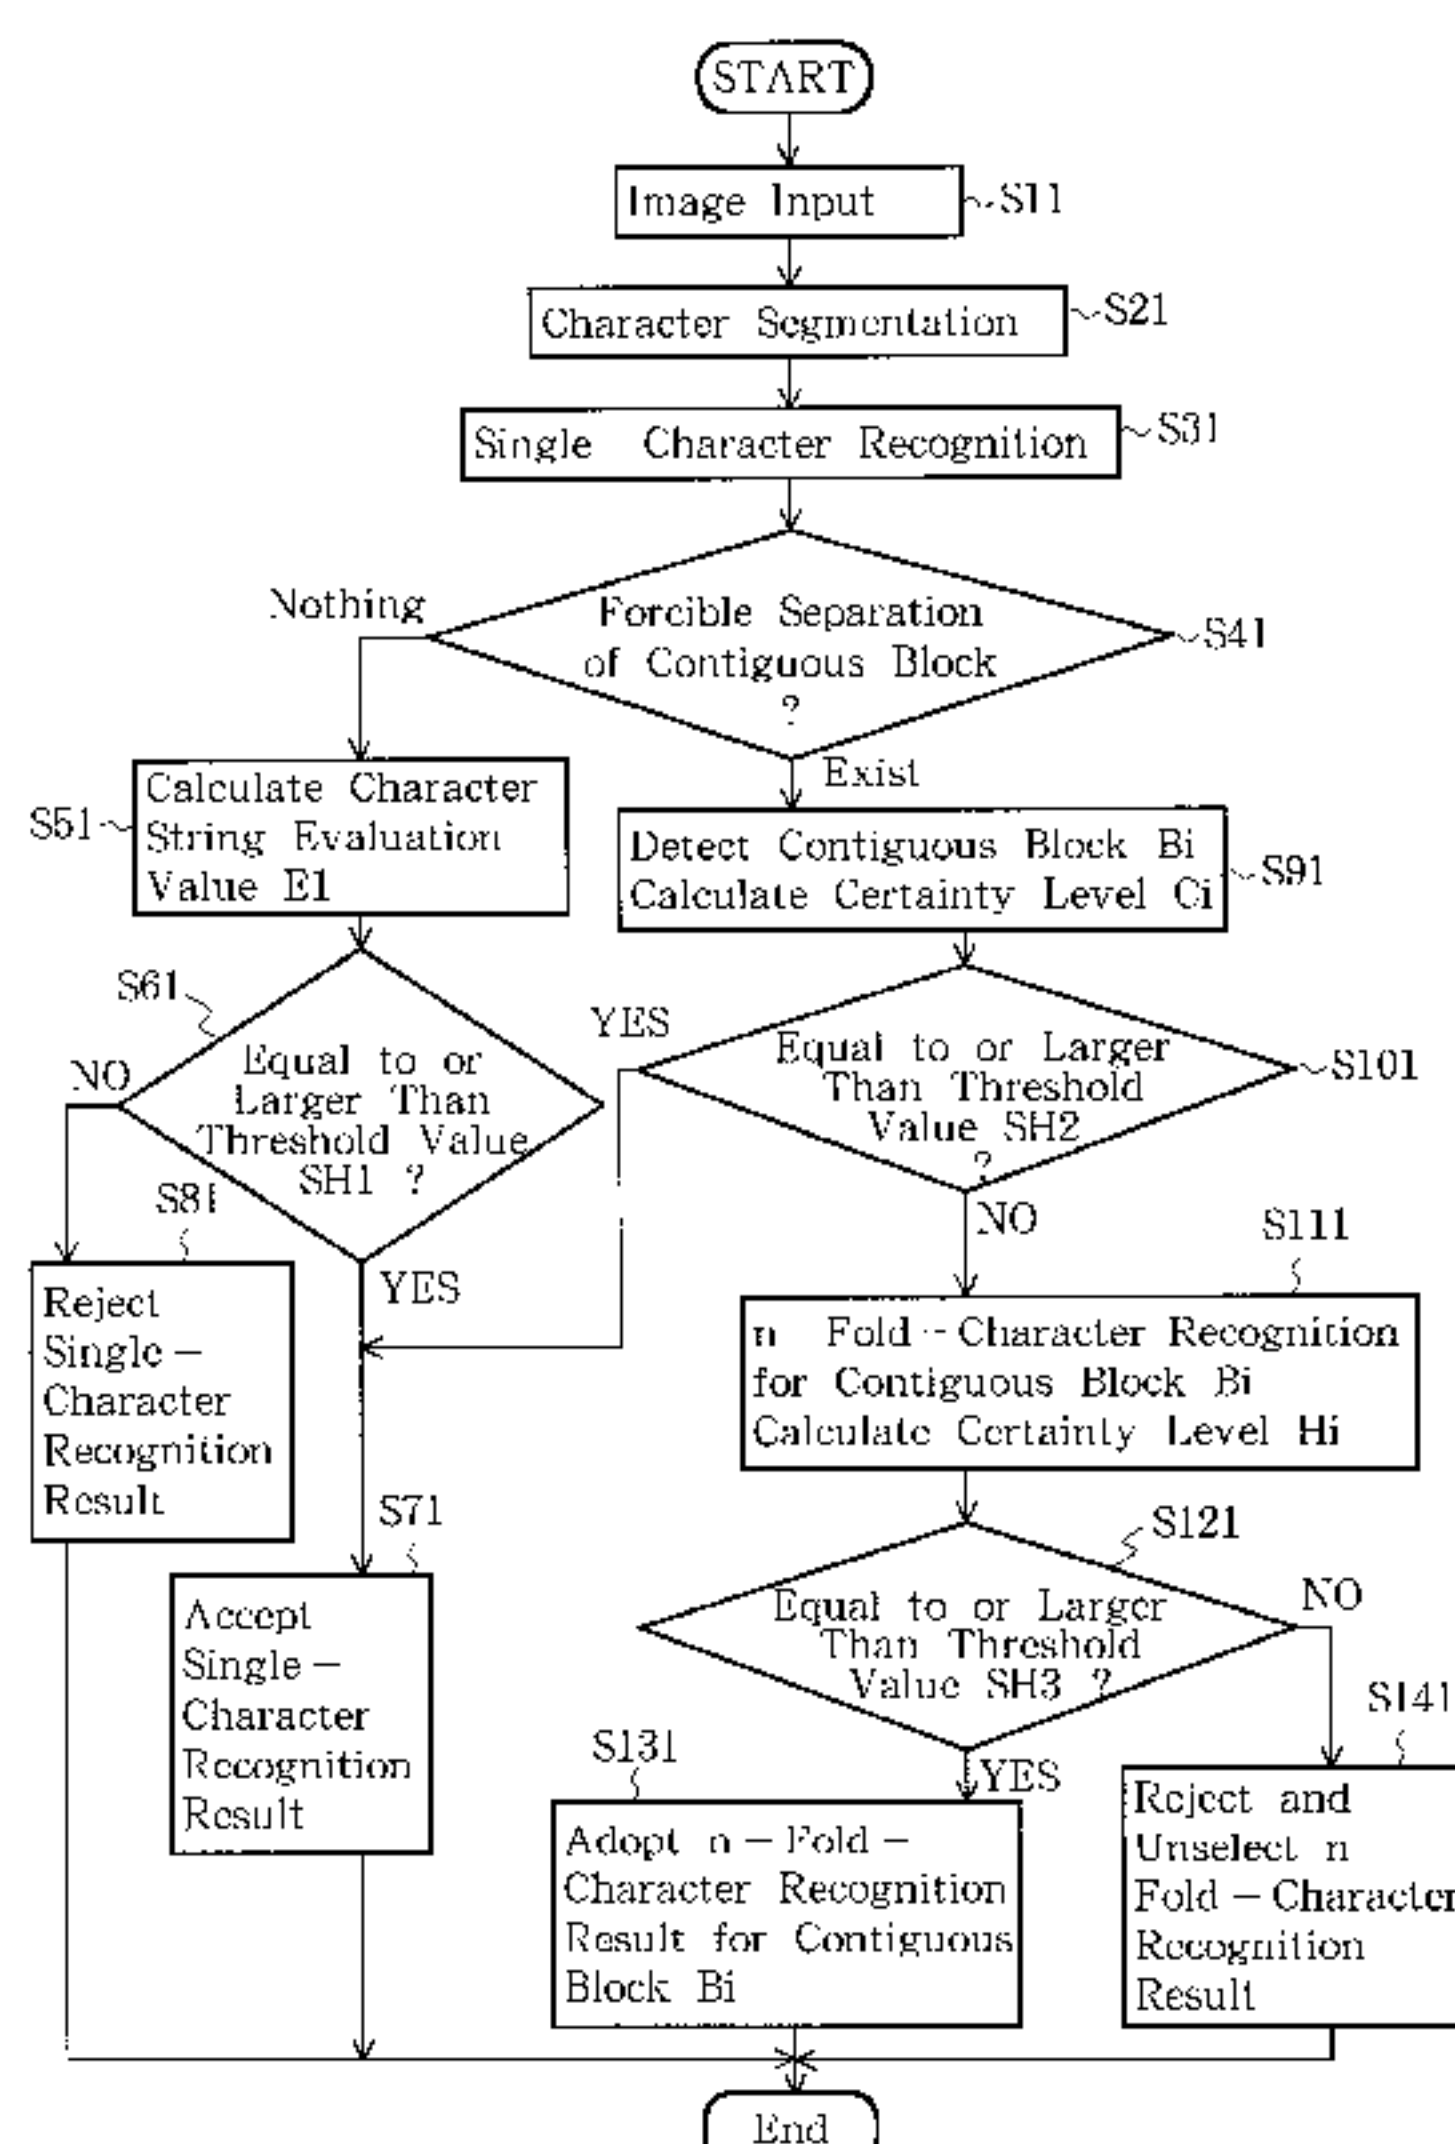 START
Image Input
S11
Character Segmentation
S21
Single Character Recognition
S31
Nothing
Forcible Separation
of Contiguous Block
?
S41
Exist
S51
Calculate Character
String Evaluation
Value E1
Detect Contiguous Block Bi
Calculate Certainty Level Ci
S91
S61
NO
Equal to or
Larger Than
Threshold Value
SH1 ?
YES
YES
Equal to or Larger
Than Threshold
Value SH2
?
S101
NO
S81
Reject
Single-
Character
Recognition
Result
S111
n Fold-Character Recognition
for Contiguous Block Bi
Calculate Certainty Level Hi
S71
Accept
Single-
Character
Recognition
Result
S121
Equal to or Larger
Than Threshold
Value SH3 ?
NO
YES
S131
Adopt n-Fold-
Character Recognition
Result for Contiguous
Block Bi
S141
Reject and
Unselect n
Fold-Character
Recognition
Result
End